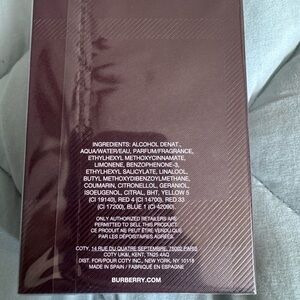 INGREDIENTS: ALCOHOL DENAT.,
AQUA/WATER/EAU, PARFUM/FRAGRANCE,
ETHYLHEXYL METHOXYCINNAMATE,
LIMONENE, BENZOPHENONE-3,
ETHYLHEXYL SALICYLATE, LINALOOL,
BUTYL METHOXYDIBENZOYLMETHANE,
COUMARIN, CITRONELLOL, GERANIOL,
ISOEUGENOL, CITRAL, BHT, YELLOW 5
(CI 19140), RED 4 (CI 14700), RED 33
(CI 17200), BLUE 1 (CI 42090).
ONLY AUTHORIZED RETAILERS ARE
PERMITTED TO SELL THIS PRODUCT.
CE PRODUIT NE PEUT ÊTRE VENDU QUE
PAR DES DÉPOSITAIRES AGRÉÉS.
COTY, 14 RUE DU QUATRE SEPTEMBRE, 75002 PARIS
COTY UK&I, KENT, TN25 4AQ
DIST. FOR/POUR COTY INC., NEW YORK, NY 10118
MADE IN SPAIN / FABRIQUÉ EN ESPAGNE
BURBERRY.COM